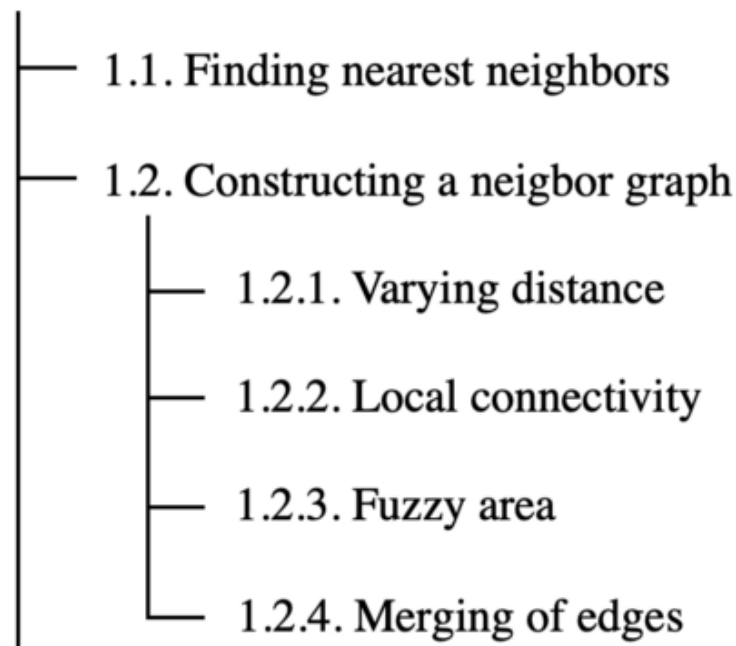 1.1. Finding nearest neighbors
1.2. Constructing a neigbor graph
1.2.1. Varying distance
1.2.2. Local connectivity
1.2.3. Fuzzy area
1.2.4. Merging of edges